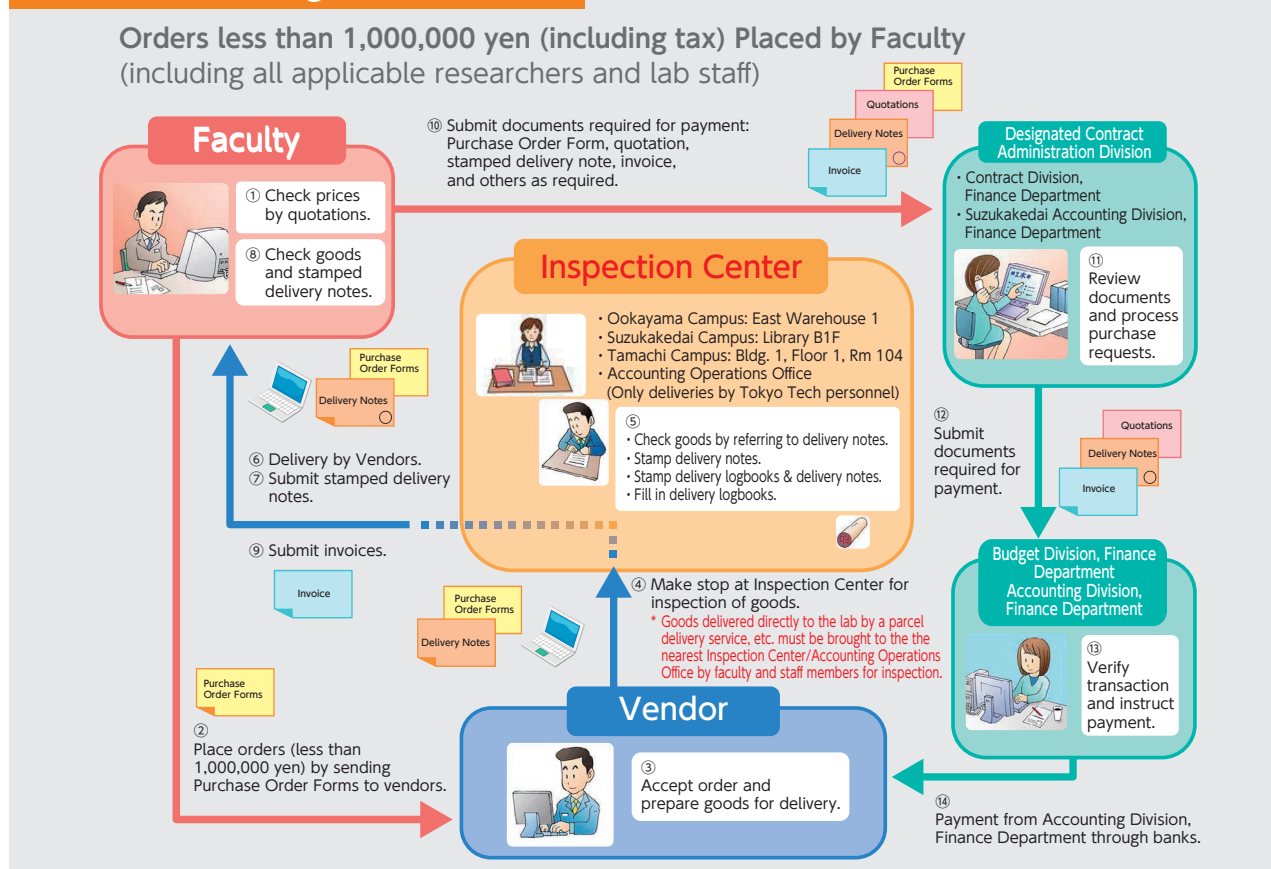 Orders less than 1,000,000 yen (including tax) Placed by Faculty
(including all applicable researchers and lab staff)
Faculty
① Check prices
by quotations.
⑧ Check goods
and stamped
delivery notes.
⑩ Submit documents required for payment:
Purchase Order Form, quotation,
stamped delivery note, invoice,
and others as required.
Purchase
Order Forms
Quotations
Delivery Notes
Invoice
Designated Contract
Administration Division
・Contract Division,
Finance Department
・Suzukakedai Accounting Division,
Finance Department
⑪
Review
documents
and process
purchase
requests.
Inspection Center
・Ookayama Campus: East Warehouse 1
・Suzukakedai Campus: Library B1F
・Tamachi Campus: Bldg. 1, Floor 1, Rm 104
・Accounting Operations Office
(Only deliveries by Tokyo Tech personnel)
⑤
・Check goods by referring to delivery notes.
・Stamp delivery notes.
・Stamp delivery logbooks & delivery notes.
・Fill in delivery logbooks.
Purchase
Order Forms
Delivery Notes
⑥ Delivery by Vendors.
⑦ Submit stamped delivery
notes.
⑨ Submit invoices.
Invoice
Purchase
Order Forms
Delivery Notes
④ Make stop at Inspection Center for
inspection of goods.
* Goods delivered directly to the lab by a parcel
delivery service, etc. must be brought to the the
nearest Inspection Center/Accounting Operations
Office by faculty and staff members for inspection.
⑫
Submit
documents
required for
payment.
Quotations
Delivery Notes
Invoice
Budget Division, Finance
Department
Accounting Division,
Finance Department
⑬
Verify
transaction
and instruct
payment.
Purchase
Order Forms
②
Place orders (less than
1,000,000 yen) by sending
Purchase Order Forms to vendors.
Vendor
③
Accept order and
prepare goods for delivery.
⑭
Payment from Accounting Division,
Finance Department through banks.